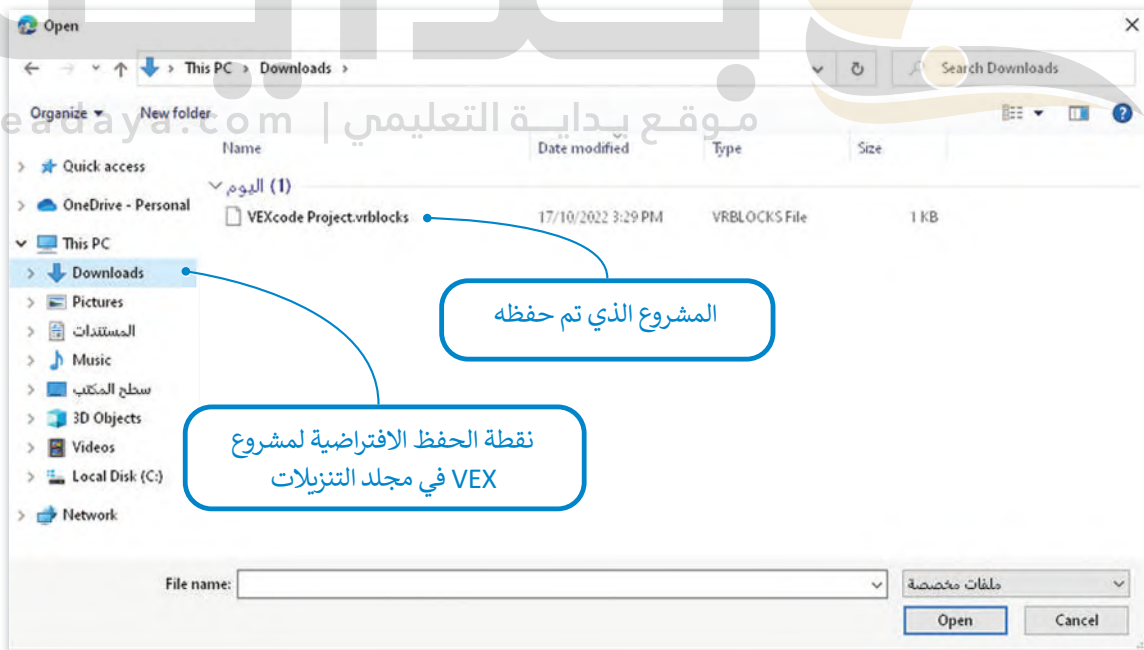 Open
This PC > Downloads >
Search Downloads
Organize
New folder
eadaya.com | موقع بداية التعليمي
Name
Date modified
Type
Size
Quick access
اليوم (1)
OneDrive - Personal
VEXcode Project.vrblocks
17/10/2022 3:29 PM
VRBLOCKS File
1 KB
This PC
Downloads
Pictures
المشروع الذي تم حفظه
المستندات
Music
سطح المكتب
3D Objects
نقطة الحفظ الافتراضية لمشروع
VEX في مجلد التنزيلات
Videos
Local Disk (C:)
Network
File name:
ملفات مخصصة
Open
Cancel